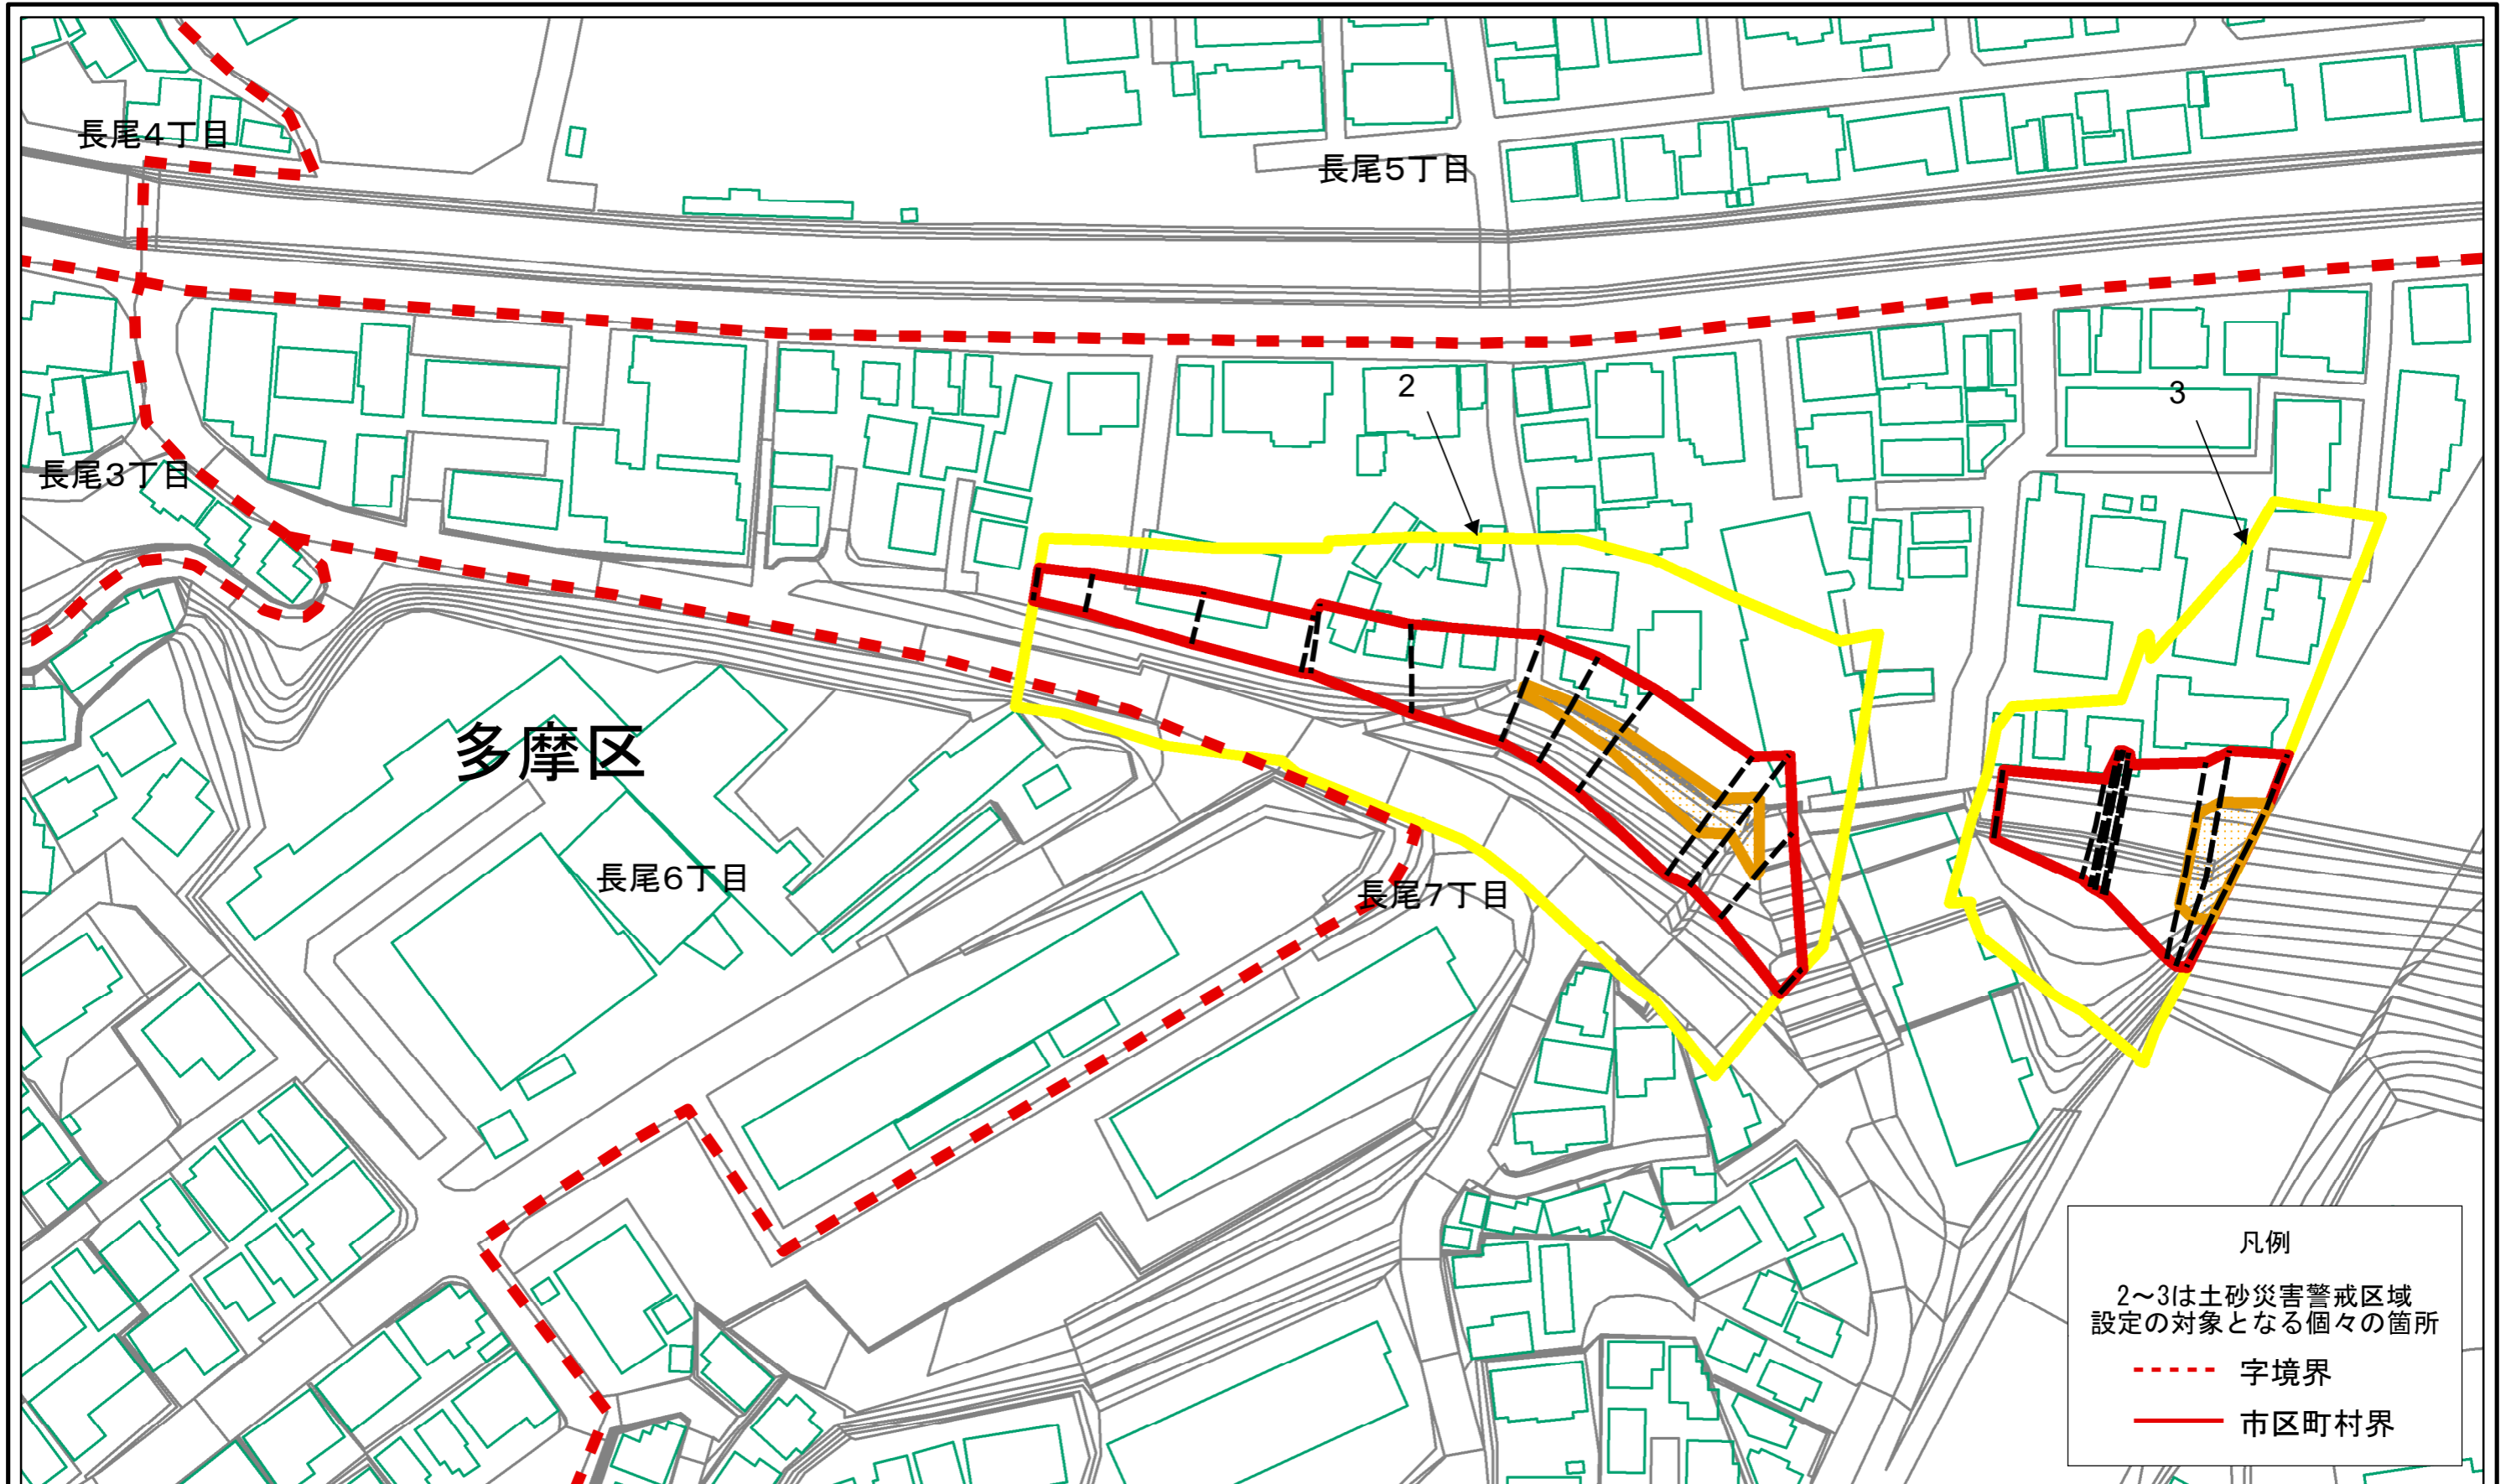 長尾4丁目
長尾5丁目
2
3
長尾3丁目
多摩区
長尾6丁目
長尾7丁目
凡例
2～3は土砂災害警戒区域
設定の対象となる個々の箇所
字境界
市区町村界